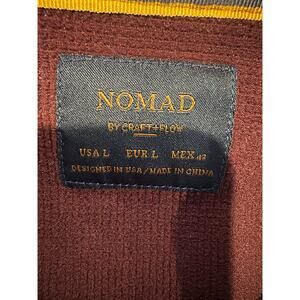 NOMAD
BY CRAFT+FLOW
USA L EUR L MEX 42
DESIGNED IN USA/MADE IN CHINA